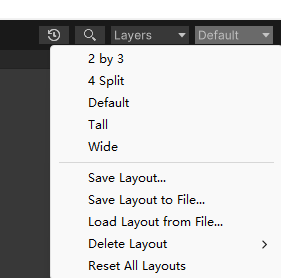 Layers
Default
2 by 3
4 Split
Default
Tall
Wide
Save Layout...
Save Layout to File...
Load Layout from File...
Delete Layout
Reset All Layouts